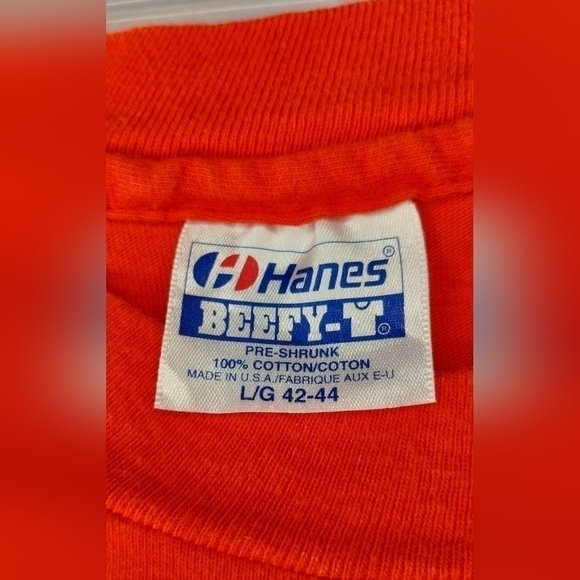 Hanes®
BEEFY-T®
PRE-SHRUNK
100% COTTON/COTON
MADE IN U.S.A./FABRIQUE AUX E-U
L/G 42-44